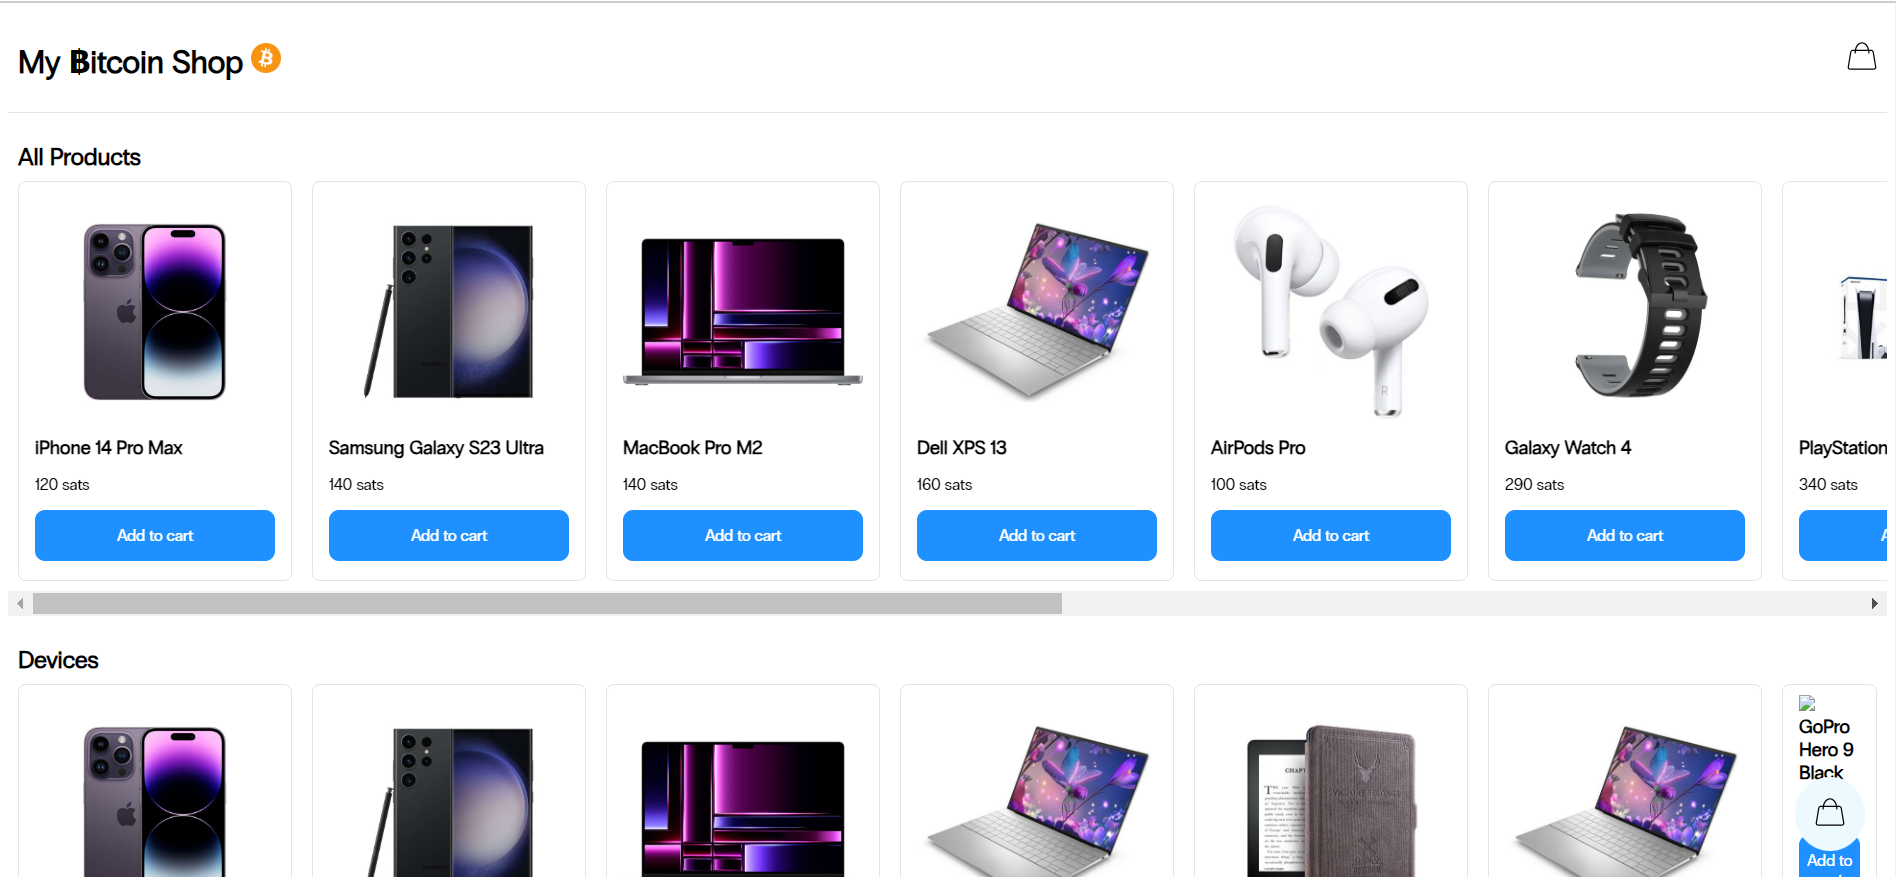 My Bitcoin Shop
All Products
iPhone 14 Pro Max
120 sats
Add to cart
Samsung Galaxy S23 Ultra
140 sats
Add to cart
MacBook Pro M2
140 sats
Add to cart
Dell XPS 13
160 sats
Add to cart
AirPods Pro
100 sats
Add to cart
Galaxy Watch 4
290 sats
Add to cart
PlayStation
340 sats
Devices
CHAPT
GoPro
Hero 9
Black
Add to